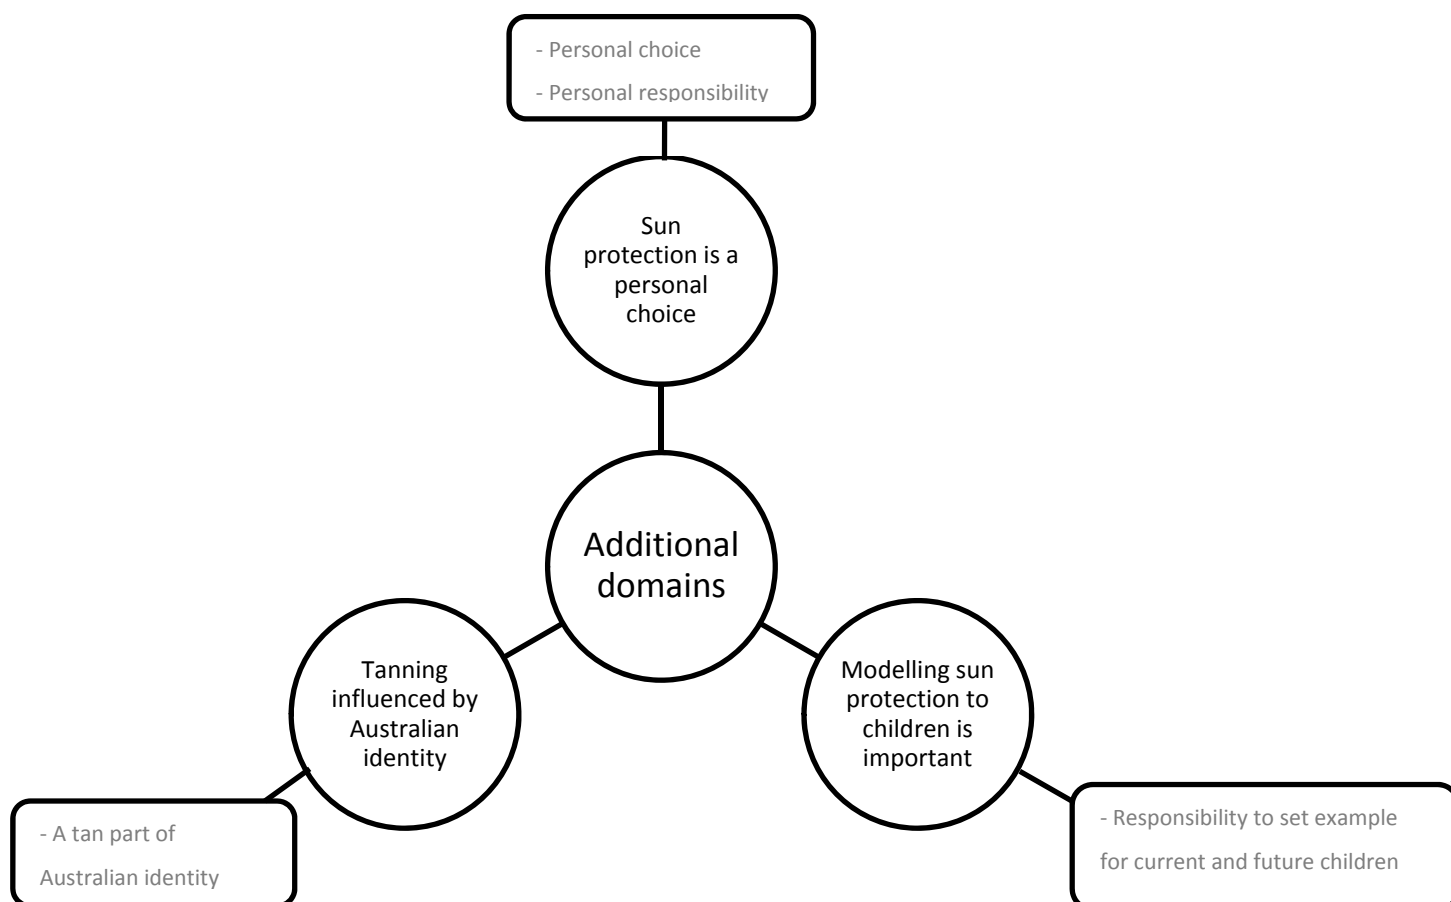 - Personal choice
- Personal responsibility
Sun
protection is a
personal
choice
Additional
domains
Tanning
influenced by
Australian
identity
Modelling sun
protection to
children is
important
- A tan part of
Australian identity
- Responsibility to set example
for current and future children